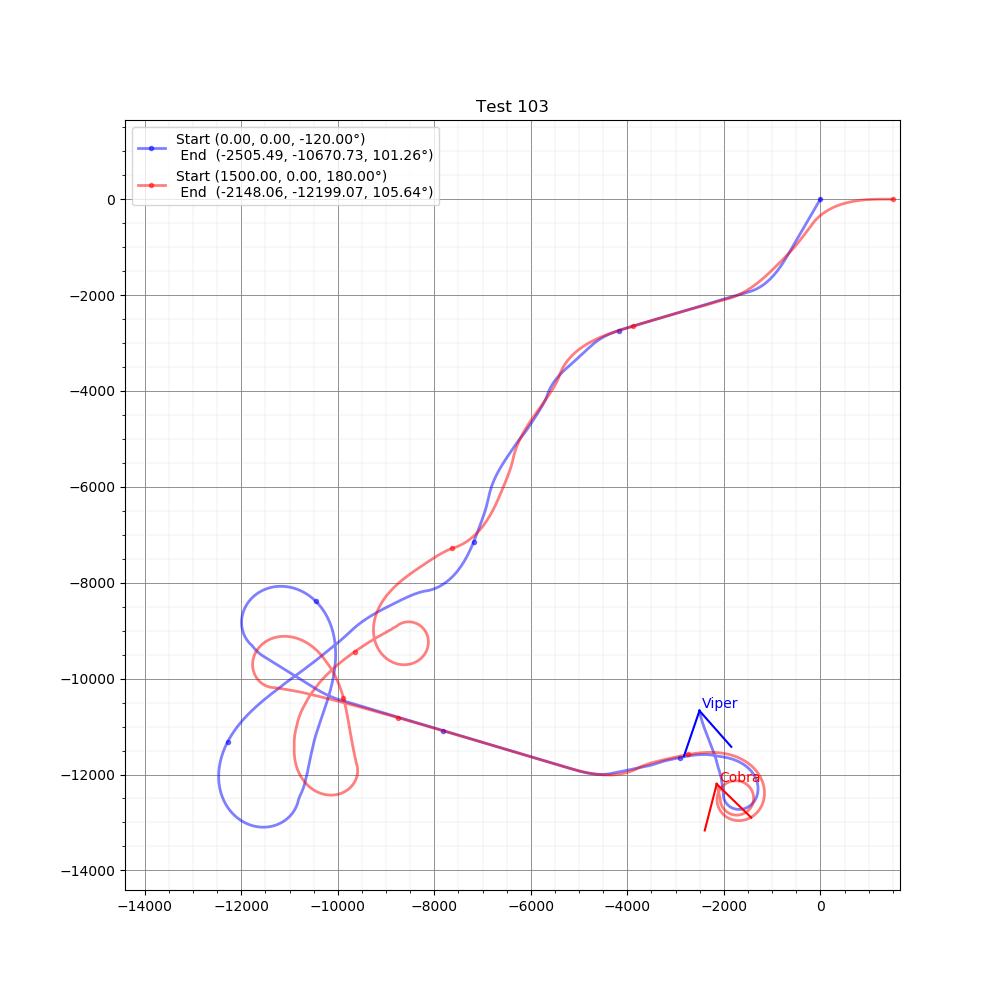 Test 103
Start (0.00, 0.00, -120.00°)
End  (-2505.49, -10670.73, 101.26°)
Start (1500.00, 0.00, 180.00°)
End  (-2148.06, -12199.07, 105.64°)
0
−2000
−4000
−6000
−8000
−10000
−12000
−14000
Viper
Cobra
−14000 −12000 −10000 −8000 −6000 −4000 −2000 0